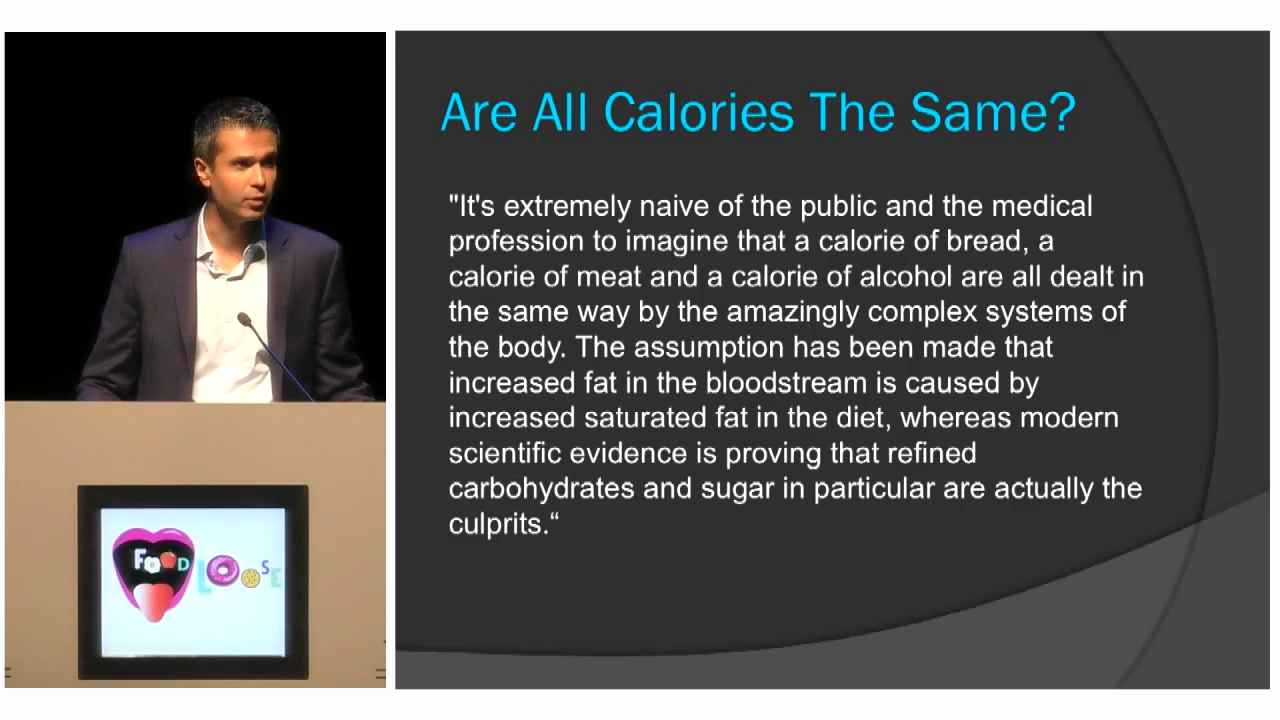 Are All Calories The Same?
"It's extremely naive of the public and the medical
profession to imagine that a calorie of bread, a
calorie of meat and a calorie of alcohol are all dealt in
the same way by the amazingly complex systems of
the body. The assumption has been made that
increased fat in the bloodstream is caused by
increased saturated fat in the diet, whereas modern
scientific evidence is proving that refined
carbohydrates and sugar in particular are actually the
culprits.“
FOOD
LOOSE